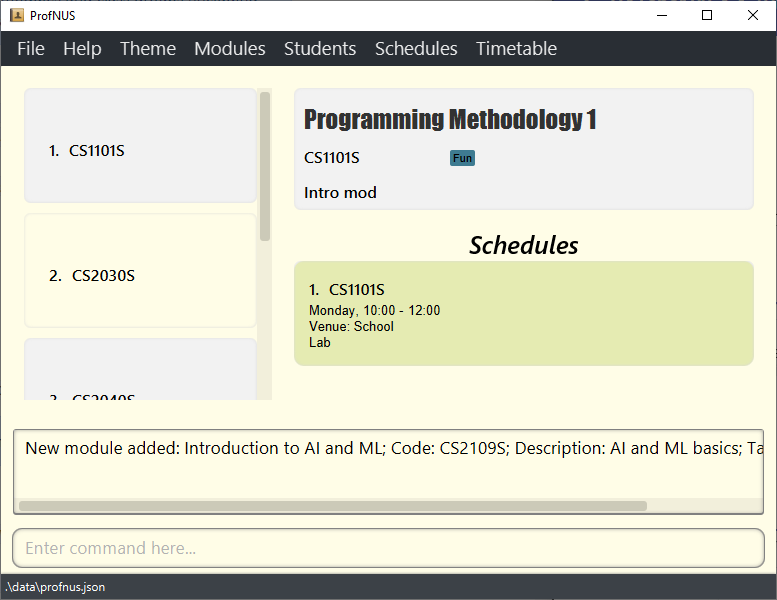 ProfNUS
File Help Theme Modules Students Schedules Timetable
1. CS1101S
2. CS2030S
3. CS2040S
Programming Methodology 1
CS1101S Fun
Intro mod
Schedules
1. CS1101S
Monday, 10:00 - 12:00
Venue: School
Lab
New module added: Introduction to AI and ML; Code: CS2109S; Description: AI and ML basics; Ta
Enter command here...
.\data\profnus.json